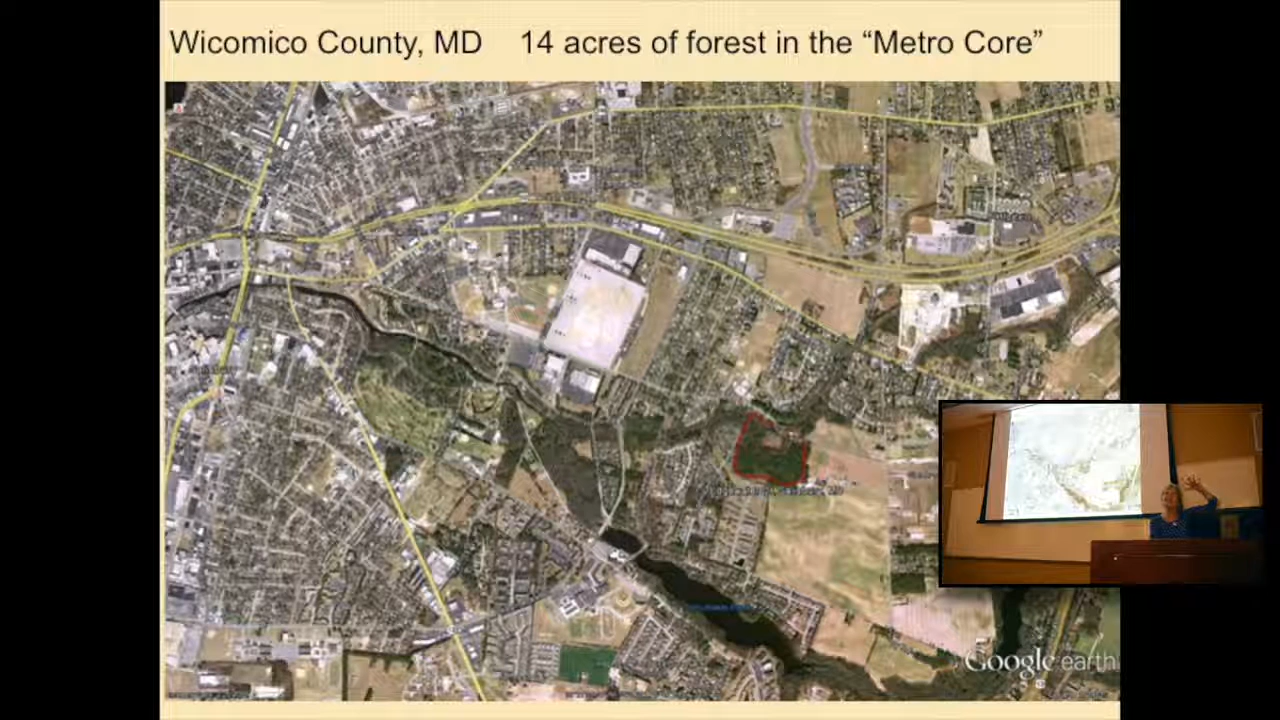 Wicomico County, MD 14 acres of forest in the “Metro Core”
Google earth